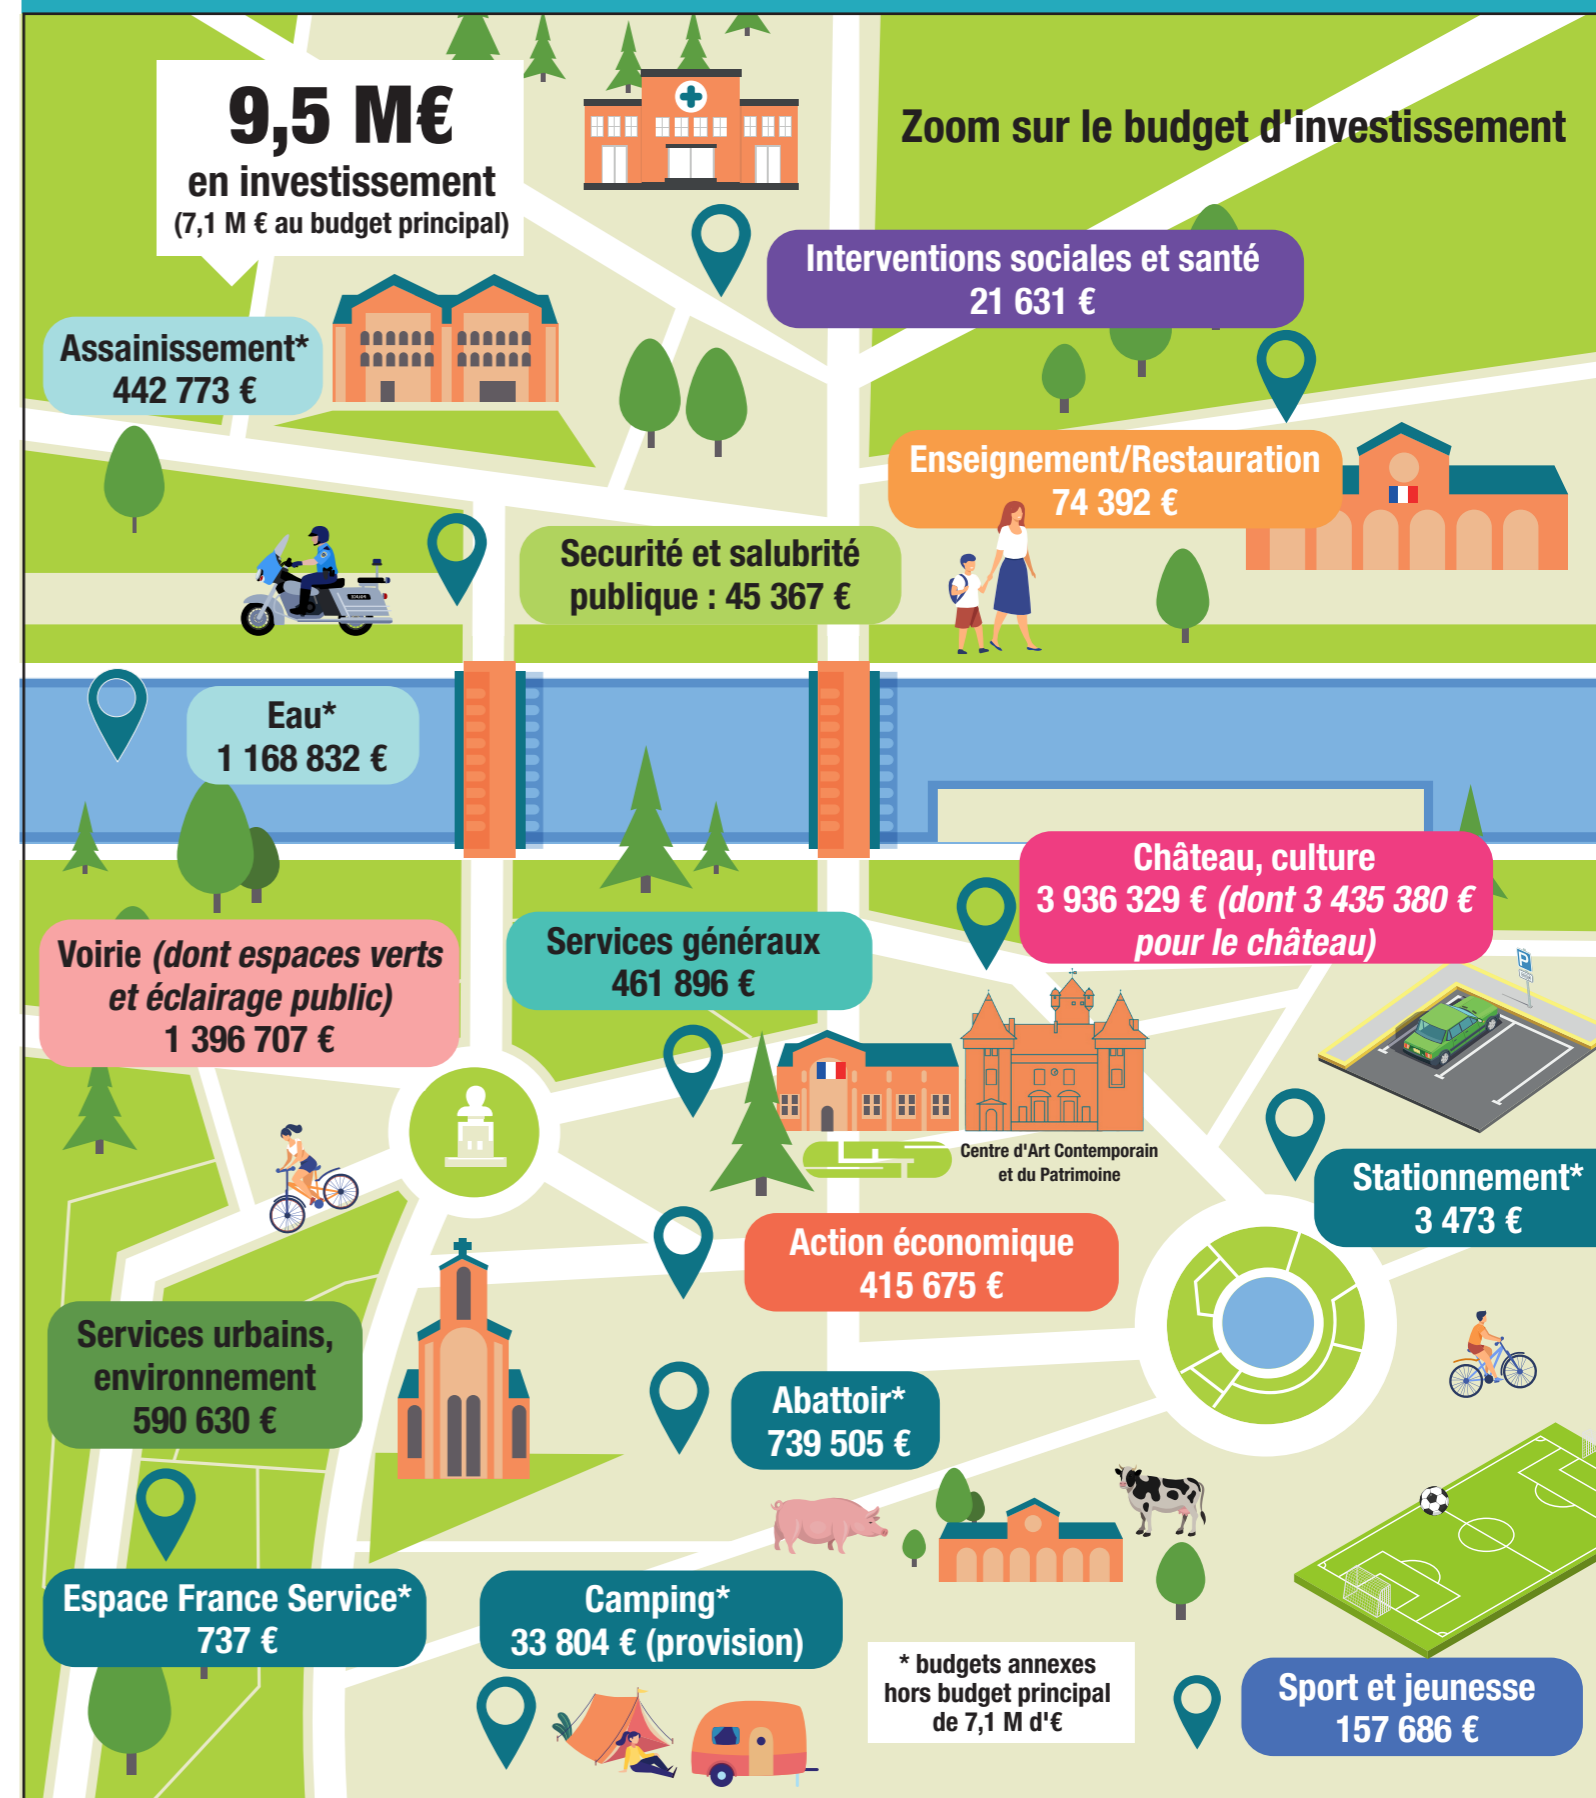 9,5 M€
en investissement
(7,1 M € au budget principal)
Zoom sur le budget d'investissement
Interventions sociales et santé
21 631 €
Assainissement*
442 773 €
Enseignement/Restauration
74 392 €
Securité et salubrité
publique : 45 367 €
Eau*
1 168 832 €
Château, culture
3 936 329 € (dont 3 435 380 €
pour le château)
Voirie (dont espaces verts
et éclairage public)
1 396 707 €
Services généraux
461 896 €
P
Centre d'Art Contemporain
et du Patrimoine
Stationnement*
3 473 €
Action économique
415 675 €
Services urbains,
environnement
590 630 €
Abattoir*
739 505 €
Espace France Service*
737 €
Camping*
33 804 € (provision)
* budgets annexes
hors budget principal
de 7,1 M d'€
Sport et jeunesse
157 686 €